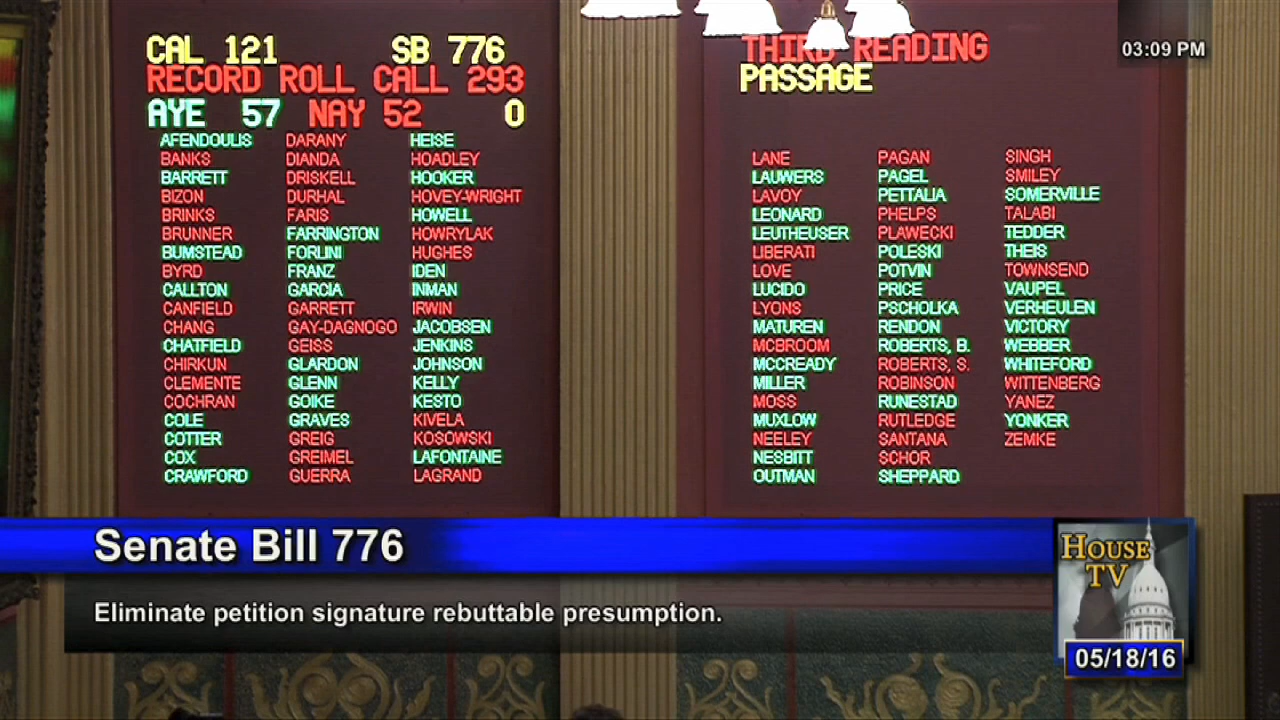 CAL 121 SB 776
RECORD ROLL CALL 293
AYE 57 NAY 52 0
AFENDOULIS DARANY HEISE
BANKS DIANDA HOADLEY
BARRETT DRISKELL HOOKER
BIZON DURHAL HOVEY-WRIGHT
BRINKS FARIS HOWELL
BRUNNER FARRINGTON HOWRYLAK
BUMSTEAD FORLINI HUGHES
BYRD FRANZ IDEN
CALLTON GARCIA INMAN
CANFIELD GARRETT IRWIN
CHANG GAY-DAGNOGO JACOBSEN
CHATFIELD GEISS JENKINS
CHIRKUN GLARDON JOHNSON
CLEMENTE GLENN KELLY
COCHRAN GOIKE KESTO
COLE GRAVES KIVELA
COTTER GREIG KOSOWSKI
COX GREIMEL LAFONTAINE
CRAWFORD GUERRA LAGRAND
THIRD READING
PASSAGE
03:09 PM
LANE PAGAN SINGH
LAUWERS PAGEL SMILEY
LAVOY PETTALIA SOMERVILLE
LEONARD PHELPS TALABI
LEUTHEUSER PLAWECKI TEDDER
LIBERATI POLESKI THEIS
LOVE POTVIN TOWNSEND
LUCIDO PRICE VAUPEL
LYONS PSCHOLKA VERHEULEN
MATUREN RENDON VICTORY
MCBROOM ROBERTS, B. WEBBER
MCCREADY ROBERTS, S. WHITEFORD
MILLER ROBINSON WITTENBERG
MOSS RUNESTAD YANEZ
MUXLOW RUTLEDGE YONKER
NEELEY SANTANA ZEMKE
NESBITT SCHOR
OUTMAN SHEPPARD
Senate Bill 776
Eliminate petition signature rebuttable presumption.
HOUSE
TV
05/18/16